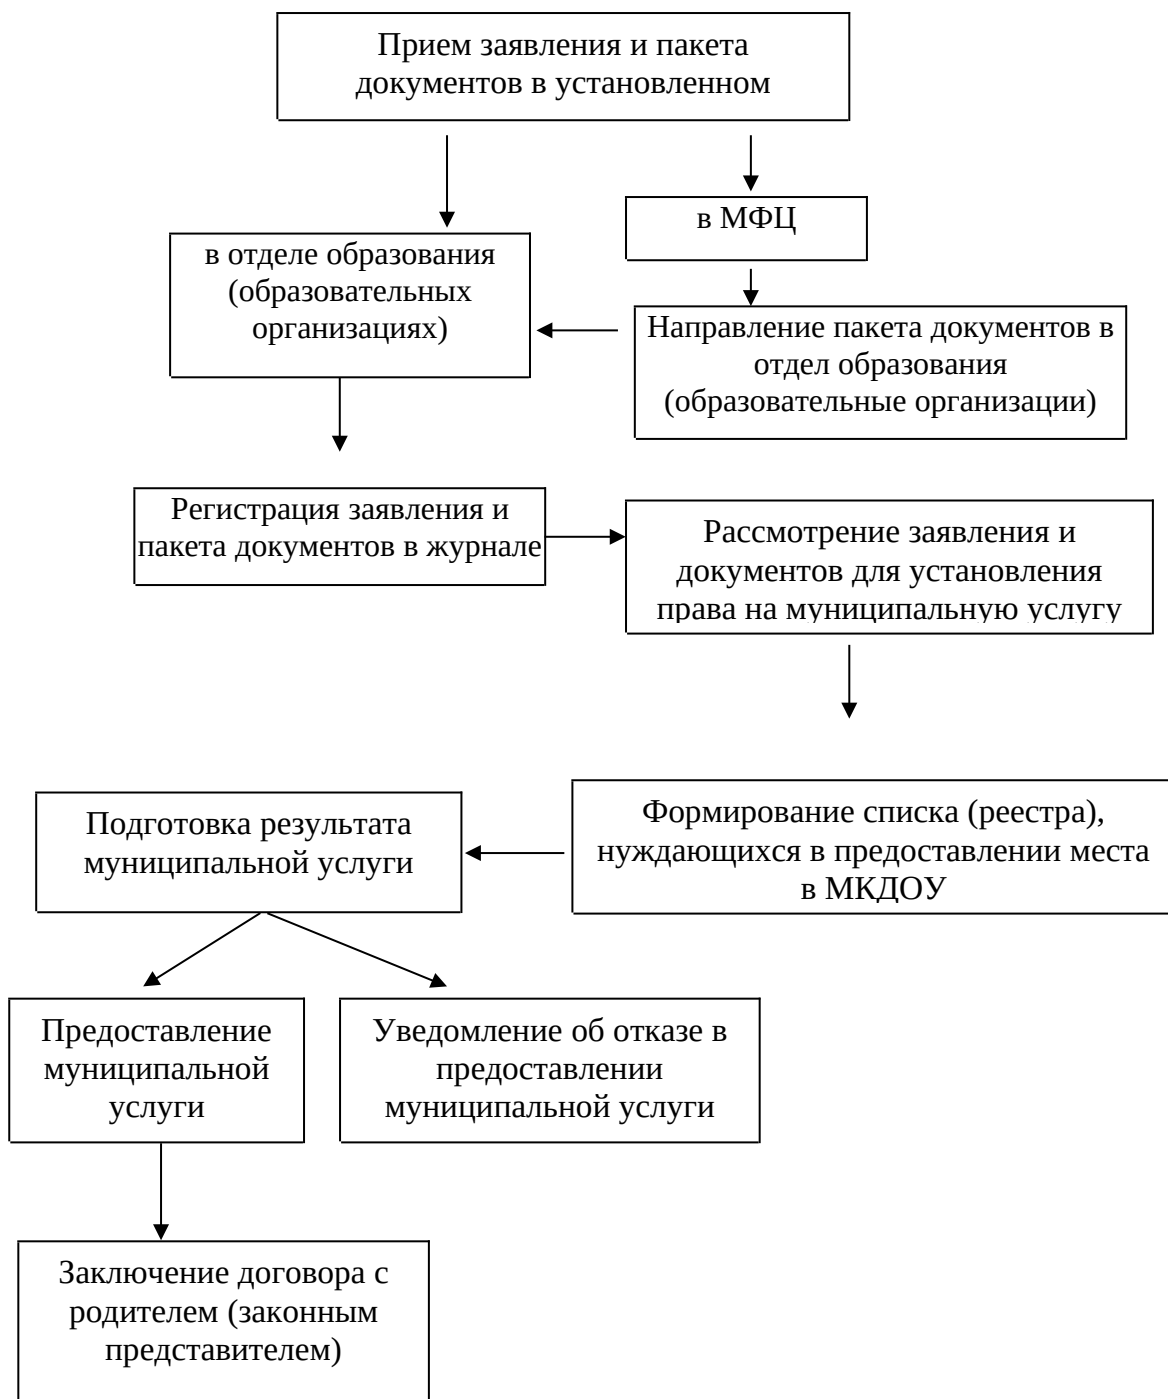 Прием заявления и пакета
документов в установленном
в МФЦ
в отделе образования
(образовательных
организациях)
Направление пакета документов в
отдел образования
(образовательные организации)
Регистрация заявления и
пакета документов в журнале
Рассмотрение заявления и
документов для установления
права на муниципальную услугу
Формирование списка (реестра),
нуждающихся в предоставлении места
в МКДОУ
Подготовка результата
муниципальной услуги
Предоставление
муниципальной
услуги
Уведомление об отказе в
предоставлении
муниципальной услуги
Заключение договора с
родителем (законным
представителем)